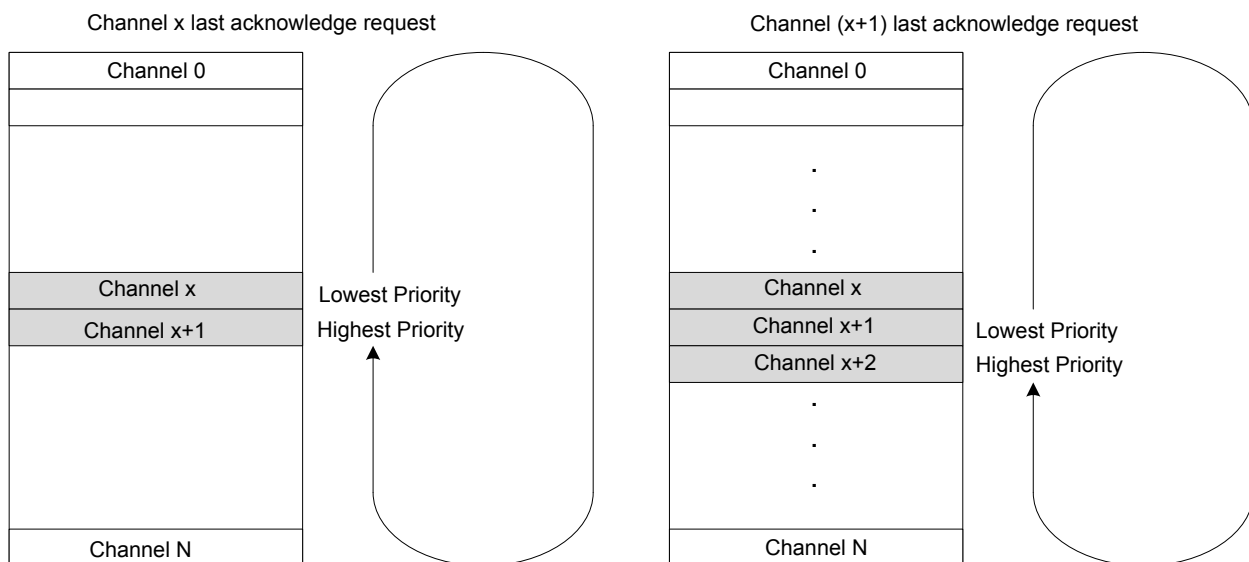 Channel x last acknowledge request
Channel 0
Channel x
Lowest Priority
Channel x+1
Highest Priority
Channel N
Channel (x+1) last acknowledge request
Channel 0
.
.
.
Channel x
Channel x+1
Lowest Priority
Channel x+2
Highest Priority
.
.
.
Channel N